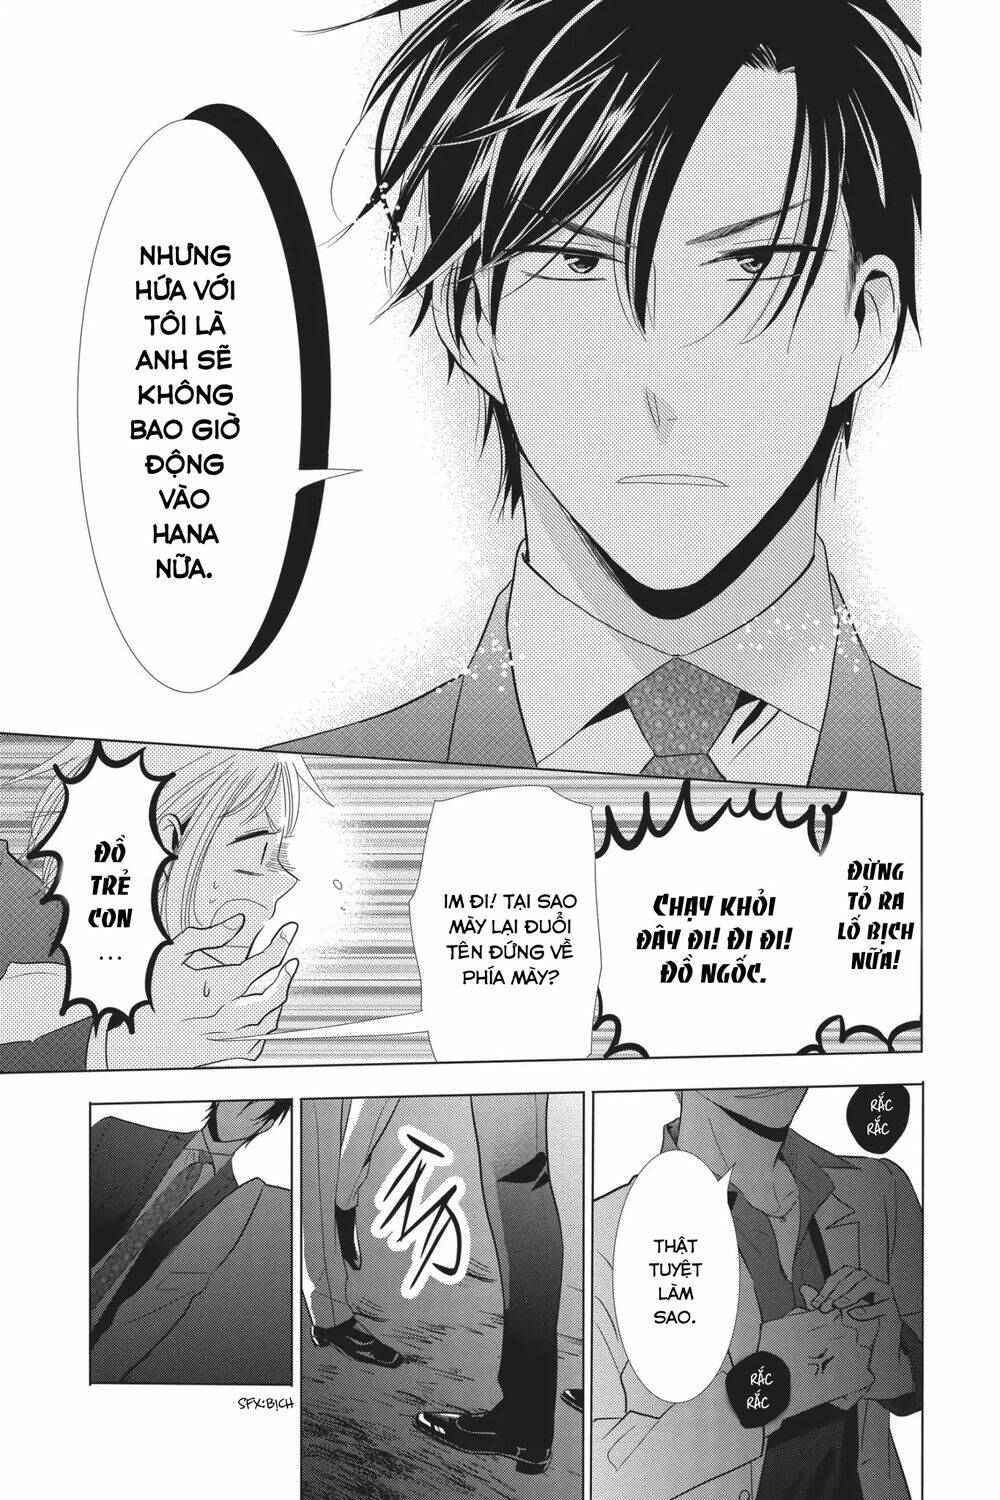 NHƯNG
HỨA VỚI
TÔI LÀ
ANH SẼ
KHÔNG
BAO GIỜ
ĐỘNG
VÀO
HANA
NỮA.
ĐỪNG
TỎ RA
LỐ BỊCH
NỮA!
CHẠY KHỎI
ĐÂY ĐI! ĐI ĐI!
ĐỒ NGỐC.
IM ĐI! TẠI SAO
MÀY LẠI ĐUỔI
TÊN ĐỨNG VỀ
PHÍA MÀY?
ĐỒ
TRẺ
CON
...
RẮC
RẮC
THẬT
TUYỆT
LÀM
SAO.
RẮC
RẮC
TMP
SFX:BỊCH